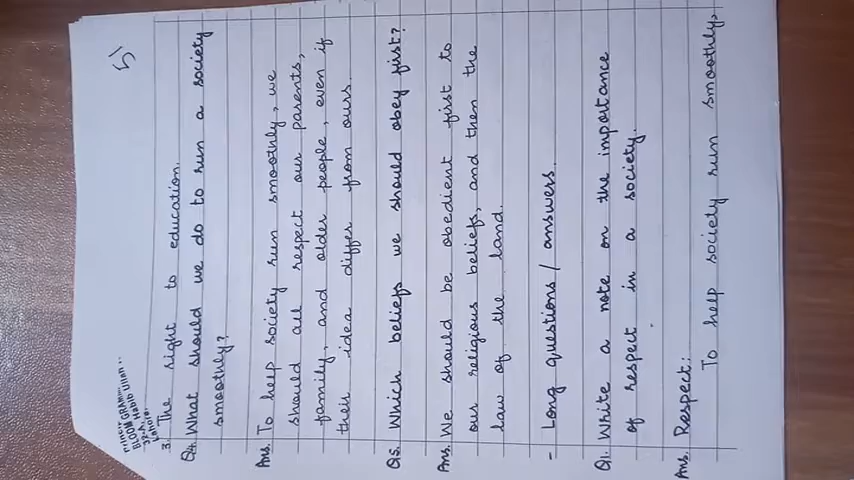 51
3. The right to education.
Q4. What should we do to run a society
smoothly?
Ans. To help society run smoothly, we
should all respect our parents,
family, and older people, even if
their idea differ from ours.
Q5. Which beliefs we should obey first?
Ans. We should be obedient first to
our religious beliefs, and then the
law of the land.
- Long questions / answers.
Q1. Write a note on the importance
of respect in a society.
Ans. Respect:
To help society run smoothly,